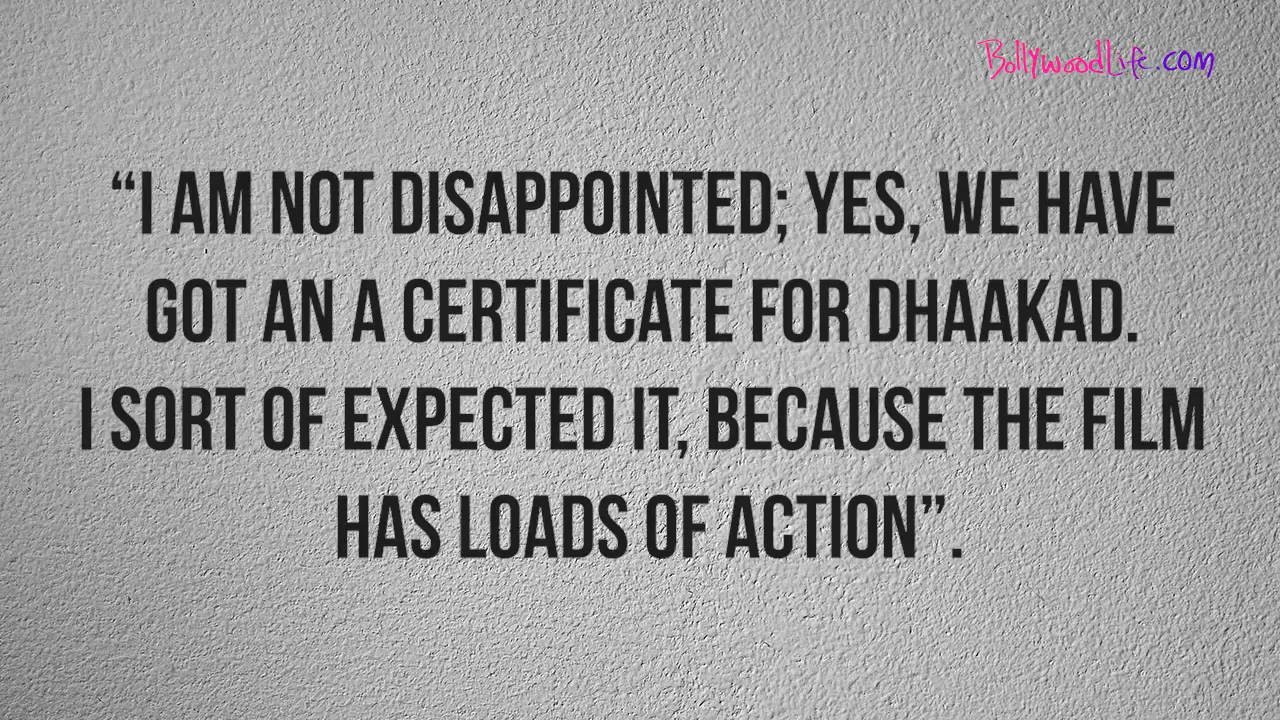 BollywoodLife.com
“I AM NOT DISAPPOINTED; YES, WE HAVE
GOT AN A CERTIFICATE FOR DHAAKAD.
I SORT OF EXPECTED IT, BECAUSE THE FILM
HAS LOADS OF ACTION”.